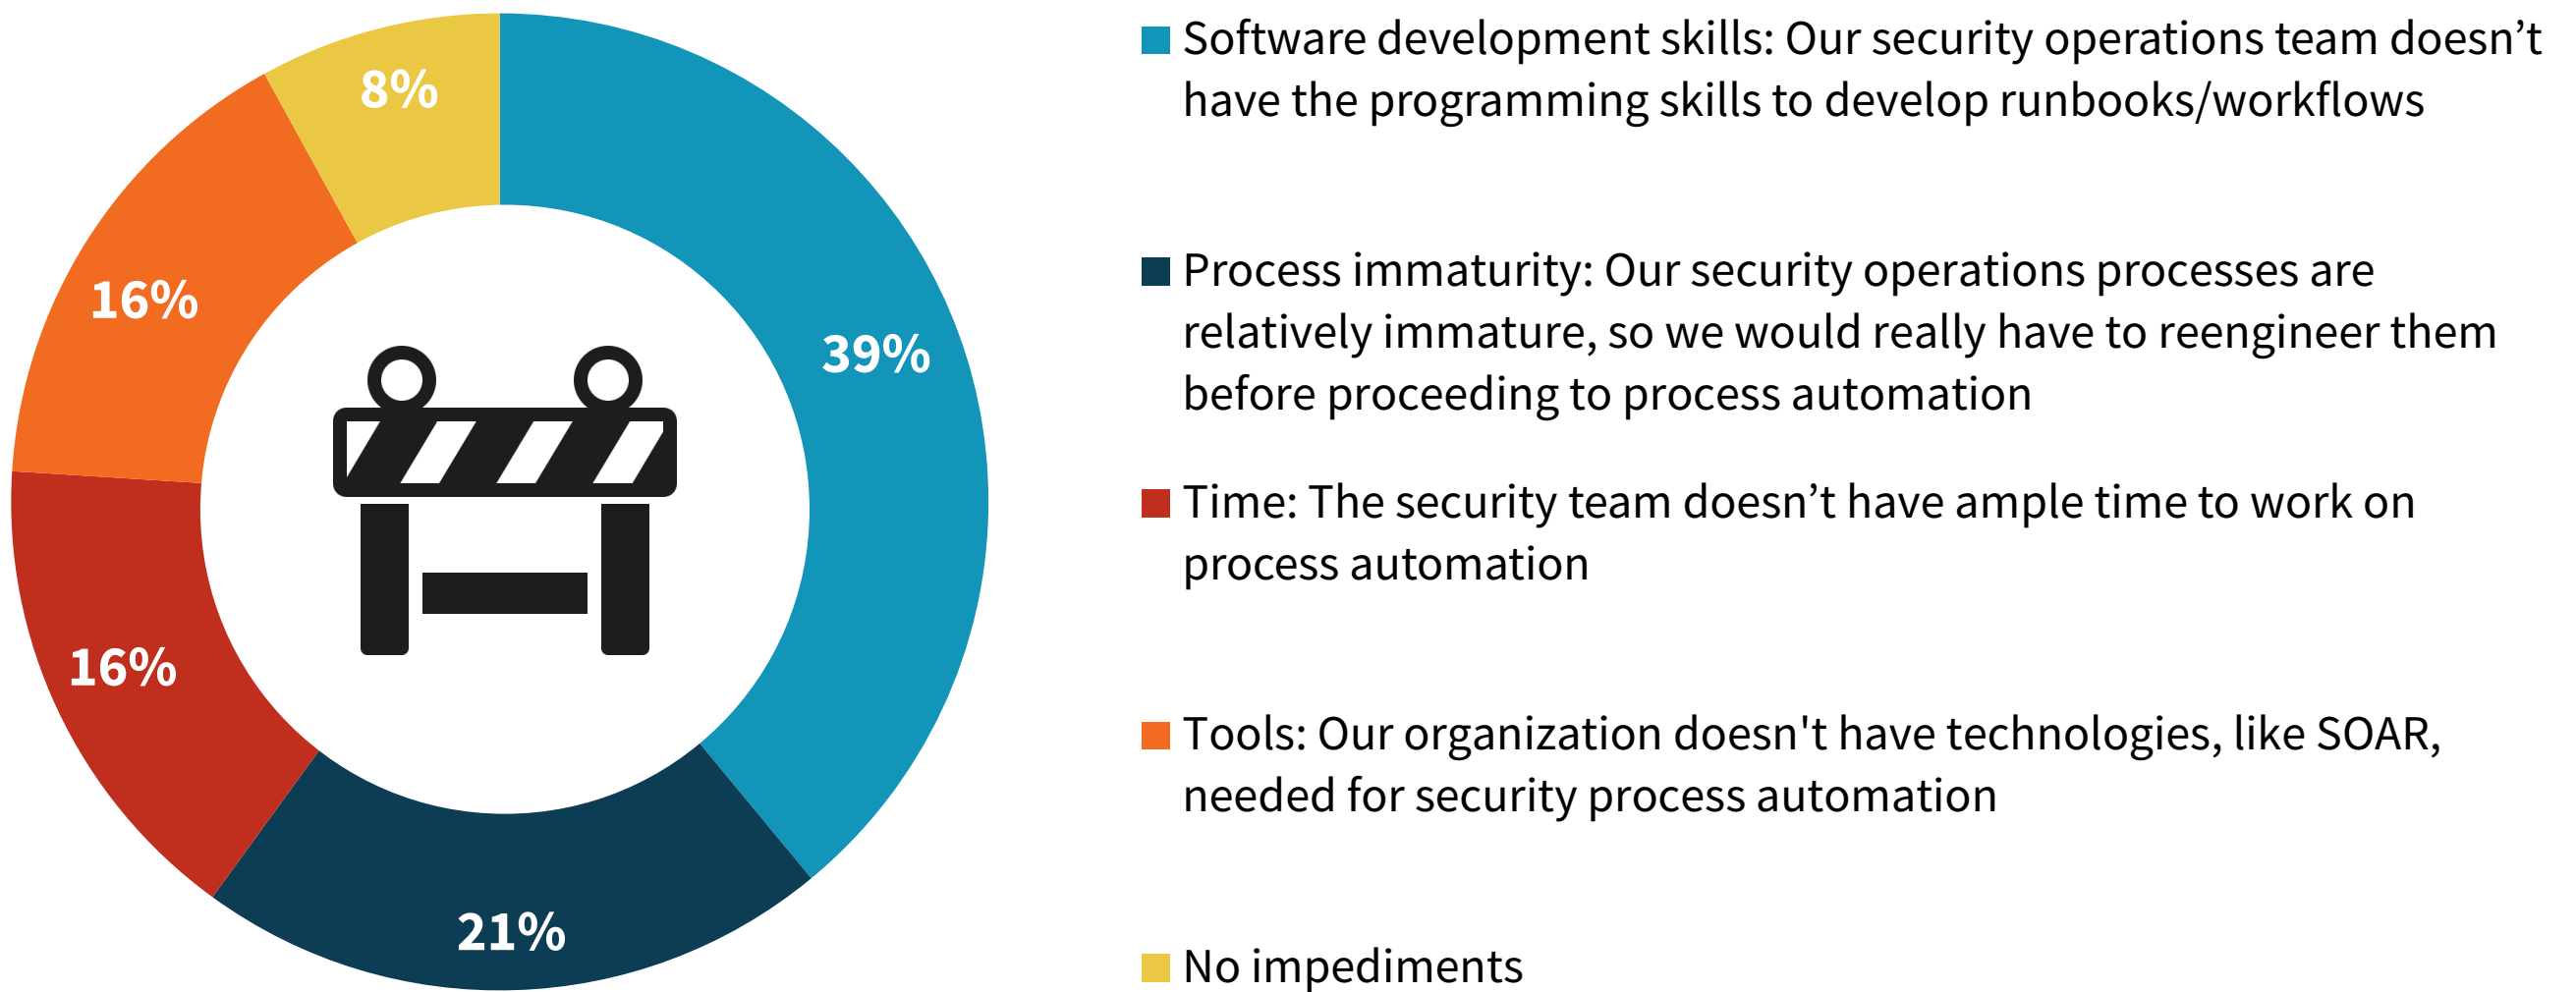 8%
39%
16%
16%
21%
Software development skills: Our security operations team doesn’t
have the programming skills to develop runbooks/workflows
Process immaturity: Our security operations processes are
relatively immature, so we would really have to reengineer them
before proceeding to process automation
Time: The security team doesn’t have ample time to work on
process automation
Tools: Our organization doesn't have technologies, like SOAR,
needed for security process automation
No impediments